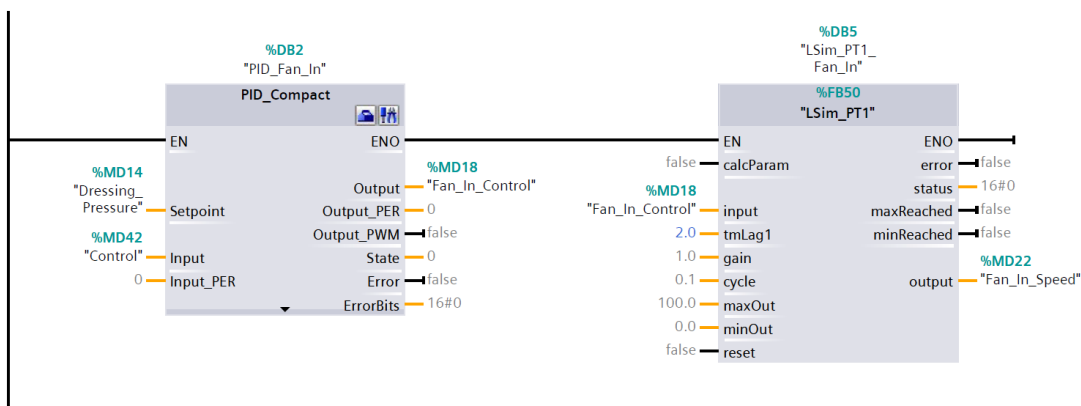 %DB2
"PID_Fan_In"
PID_Compact
EN
ENO
%MD14
"Dressing_
Pressure"
Setpoint
%MD42
"Control"
Input
0
Input_PER
Output
%MD18
"Fan_In_Control"
Output_PER
0
Output_PWM
false
State
0
Error
false
ErrorBits
16#0
%DB5
"LSim_PT1_
Fan_In"
%FB50
"LSim_PT1"
EN
ENO
false
calcParam
%MD18
"Fan_In_Control"
input
2.0
tmLag1
1.0
gain
0.1
cycle
100.0
maxOut
0.0
minOut
false
reset
error
false
status
16#0
maxReached
false
minReached
false
%MD22
output
"Fan_In_Speed"